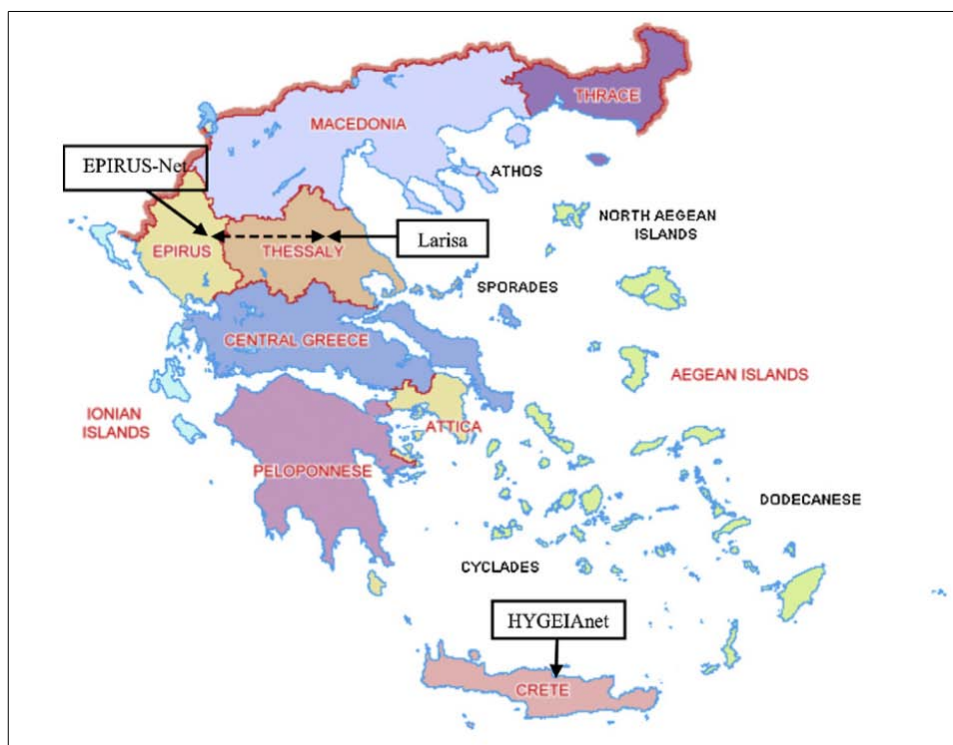 THRACE
MACEDONIA
EPIRUS-Net
ATHOS
NORTH AEGEAN
ISLANDS
Larisa
EPIRUS
THESSALY
SPORADES
CENTRAL GREECE
AEGEAN ISLANDS
IONIAN
ISLANDS
ATTICA
PELOPONNESE
DODECANESE
CYCLADES
HYGEIAnet
CRETE